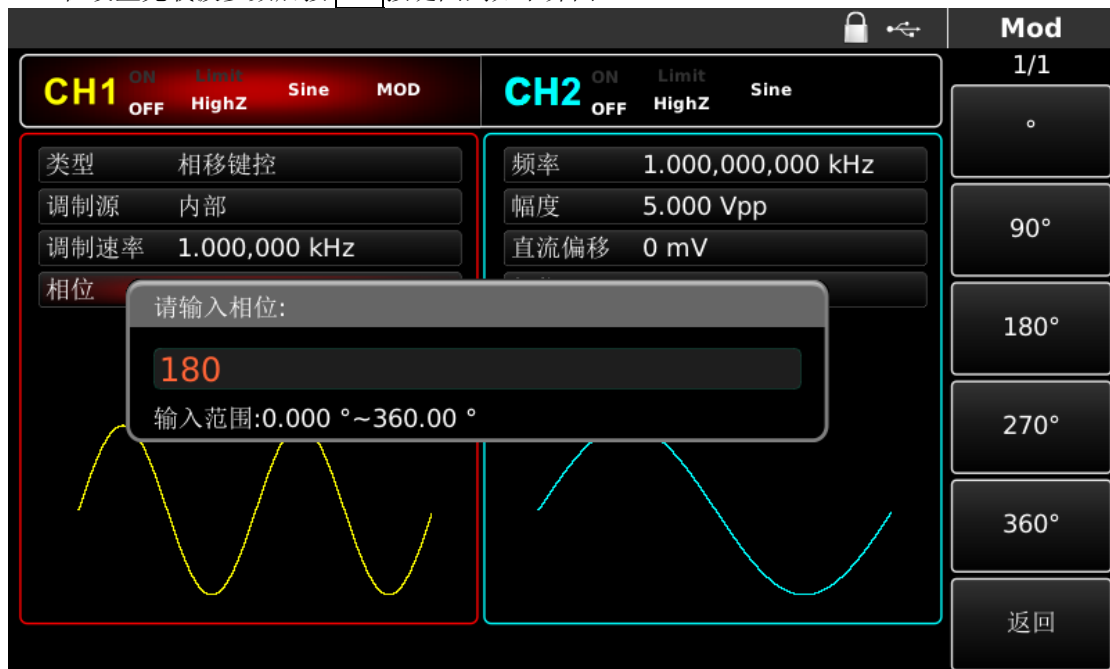 Mod
1/1
CH1 ON OFF Limit HighZ Sine MOD
CH2 ON OFF Limit HighZ Sine
类型 相移键控
调制源 内部
调制速率 1.000,000 kHz
相位
频率 1.000,000,000 kHz
幅度 5.000 Vpp
直流偏移 0 mV
请输入相位:
180
输入范围:0.000 °~360.00 °
°
90°
180°
270°
360°
返回